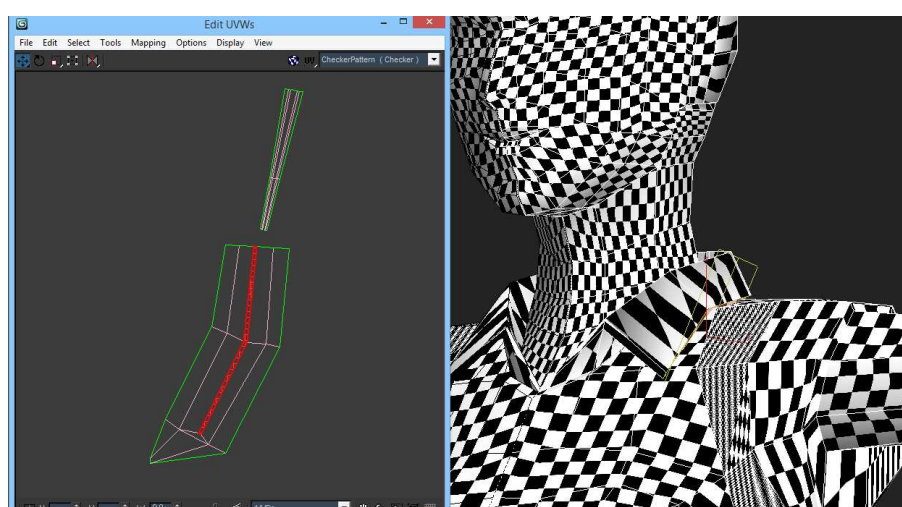 Edit UVWs
File Edit Select Tools Mapping Options Display View
UV CheckerPattern ( Checker )